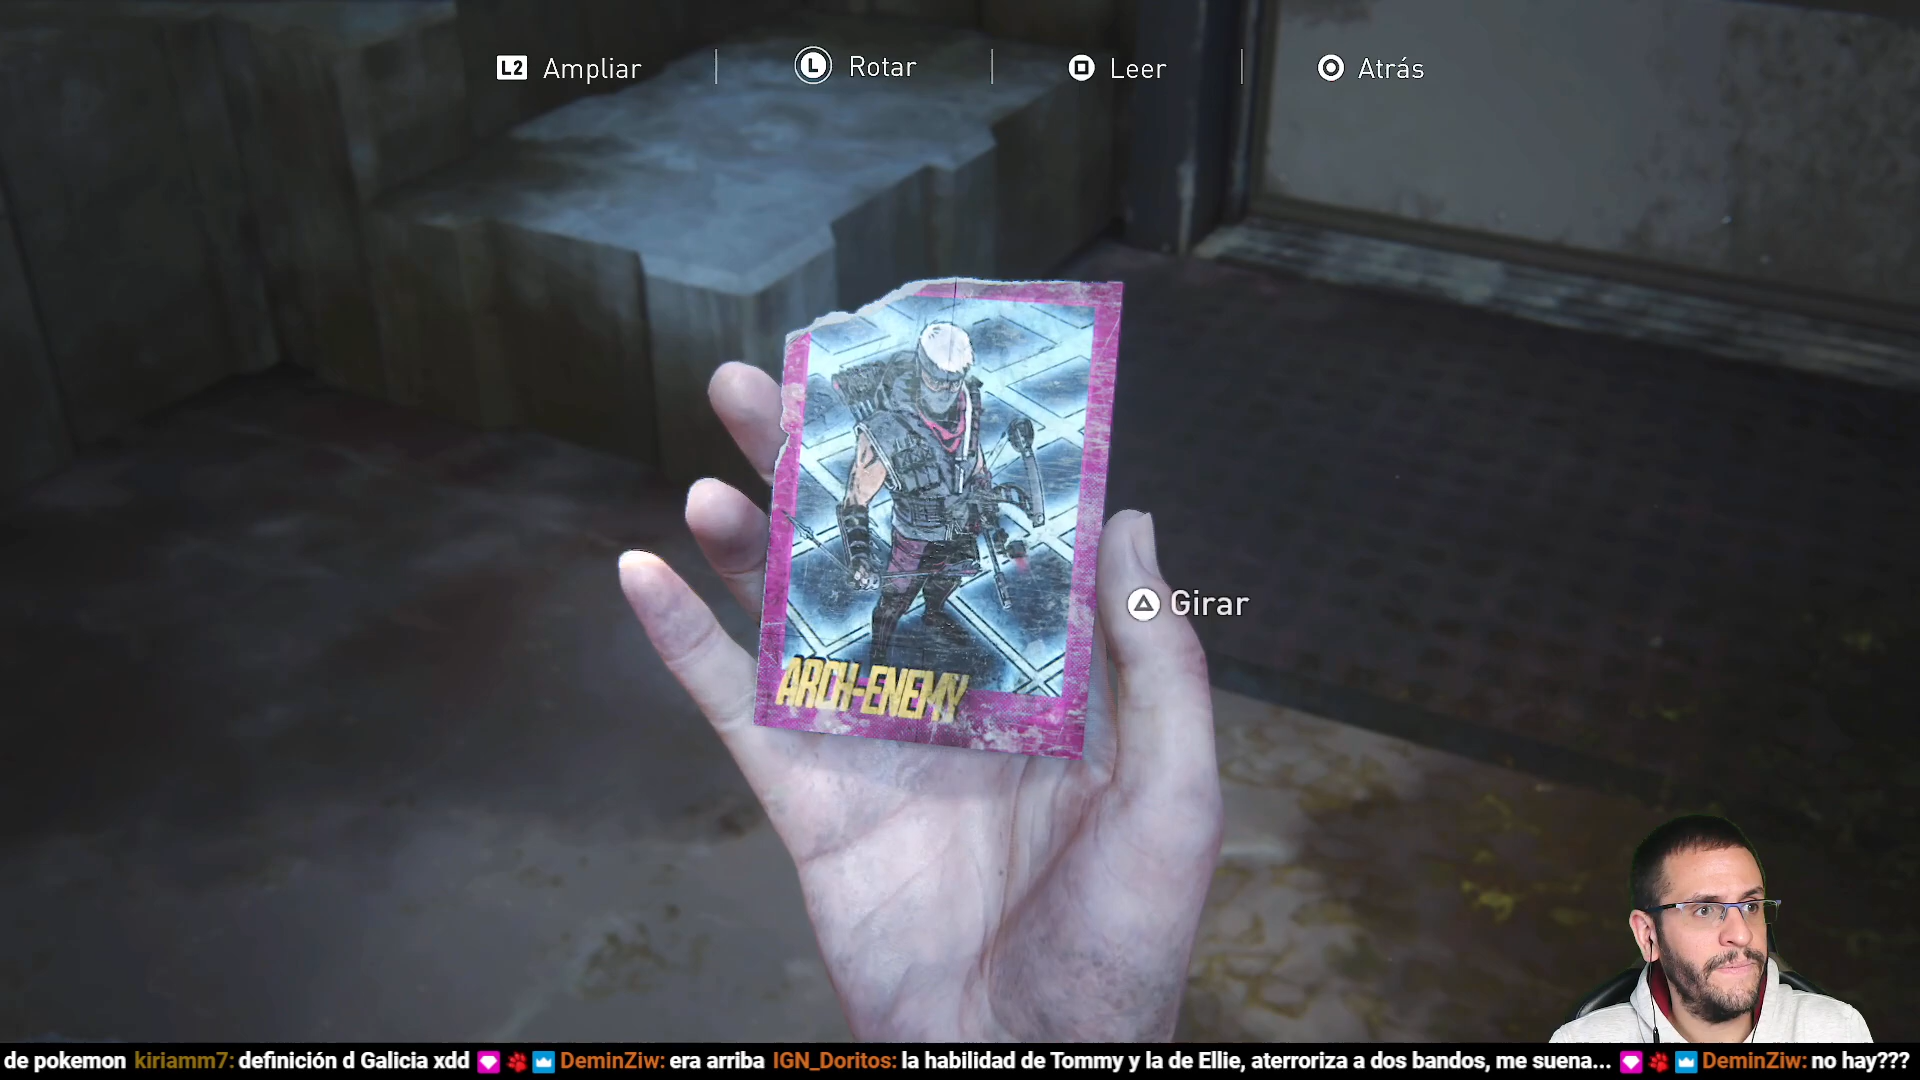 L2 Ampliar
L Rotar
Leer
Atrás
Girar
ARCH-ENEMY
de pokemon kiriamm7: definición d Galicia xdd DeminZiw: era arriba IGN_Doritos: la habilidad de Tommy y la de Ellie, aterroriza a dos bandos, me suena... DeminZiw: no hay???